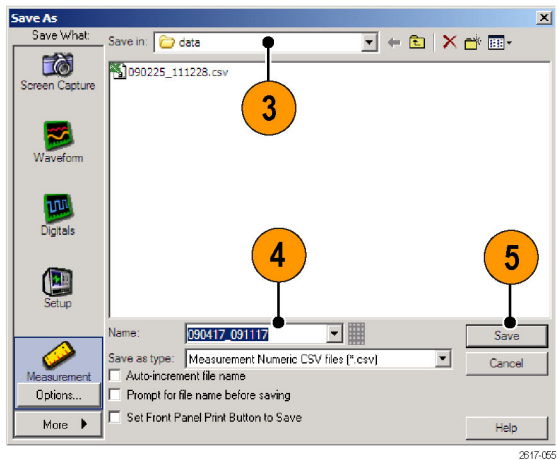 Save As
Save What:
Save in: data
Screen Capture
090225_111228.csv
3
Waveform
Digitals
4
5
Setup
Name: 090417_091117
Save
Save as type: Measurement Numeric CSV files (*.csv)
Cancel
Measurement
Auto-increment file name
Options...
Prompt for file name before saving
Set Front Panel Print Button to Save
More
Help
2617-055